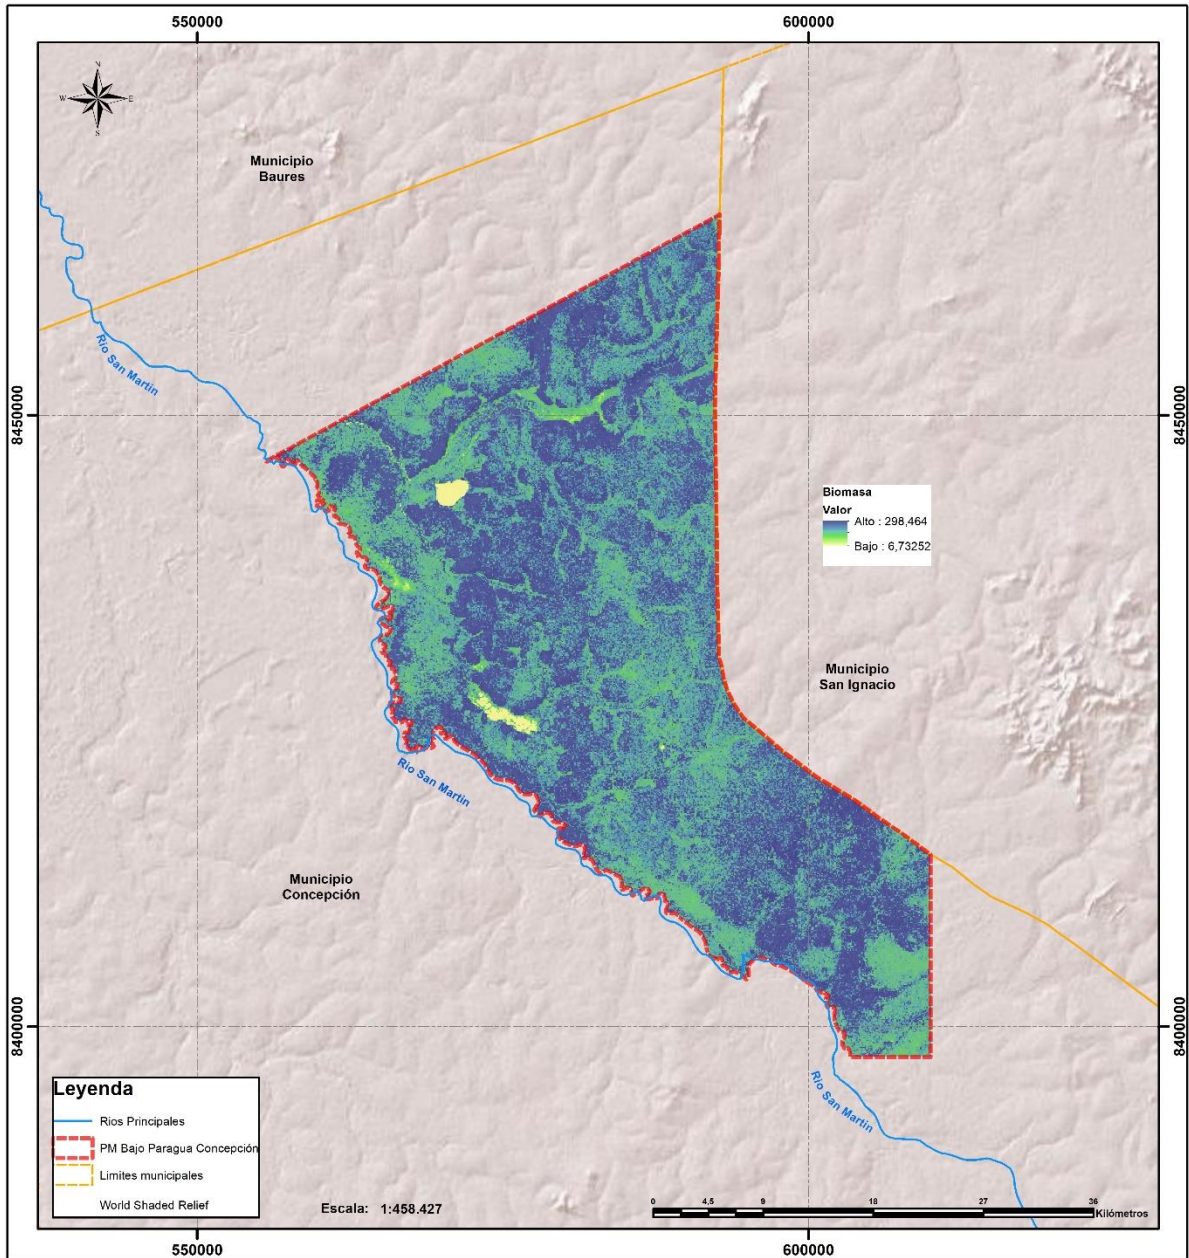 550000
600000
N
W
E
S
Municipio
Baures
Rio San Martin
8450000
8450000
Biomasa
Valor
Alto : 298,464
Bajo : 6,73252
Municipio
San Ignacio
Rio San Martin
Municipio
Concepción
8400000
8400000
Rio San Martin
Leyenda
Rios Principales
PM Bajo Paragua Concepción
Limites municipales
World Shaded Relief
Escala: 1:458.427
0 4,5 9 18 27 36
Kilómetros
550000
600000